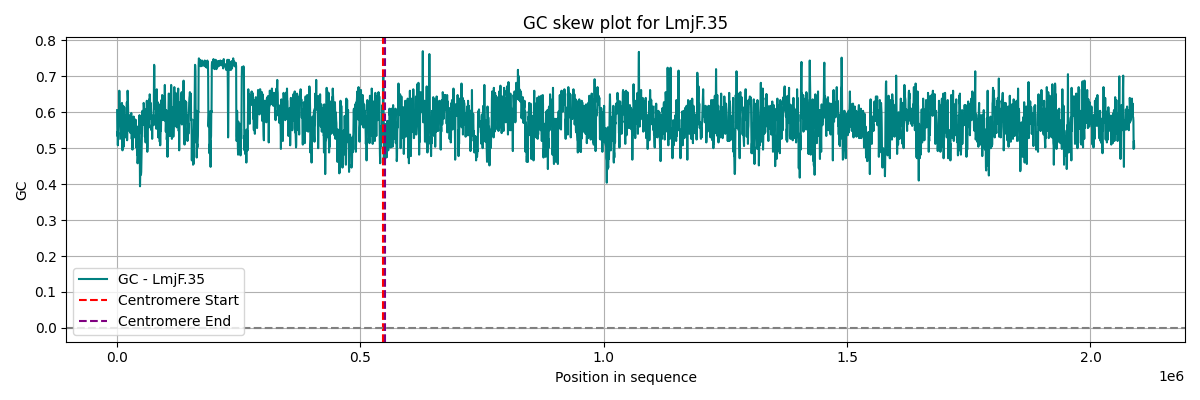 GC skew plot for LmjF.35
0.8
0.7
0.6
0.5
0.4
0.3
0.2
0.1
0.0
GC
GC - LmjF.35
Centromere Start
Centromere End
0.0 0.5 1.0 1.5 2.0
1e6
Position in sequence